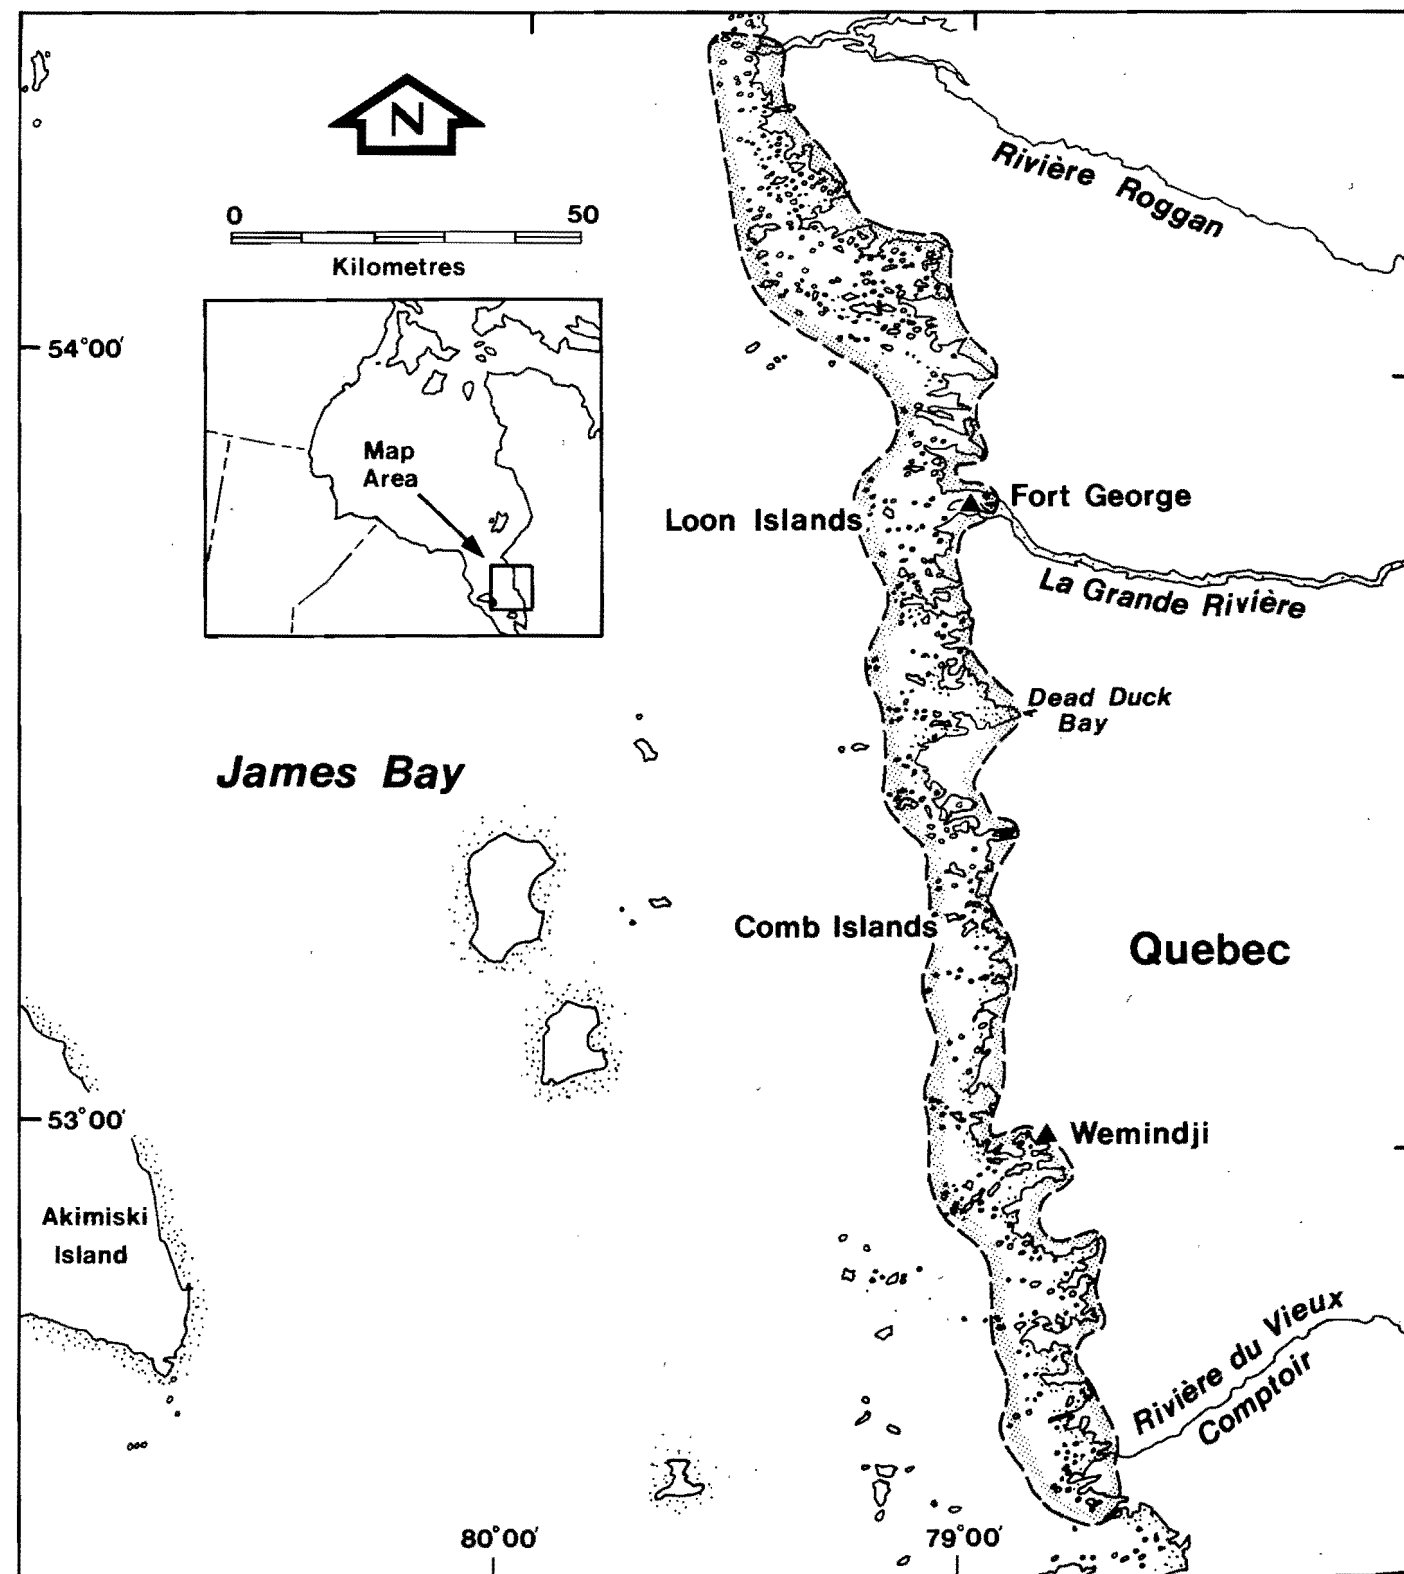 N
Rivière Roggan
0 50
Kilometres
54°00'
Map
Area
Fort George
Loon Islands
La Grande Rivière
Dead Duck
Bay
James Bay
Comb Islands
Quebec
53°00'
Wemindji
Akimiski
Island
Rivière du Vieux
Comptoir
80°00'
79°00'